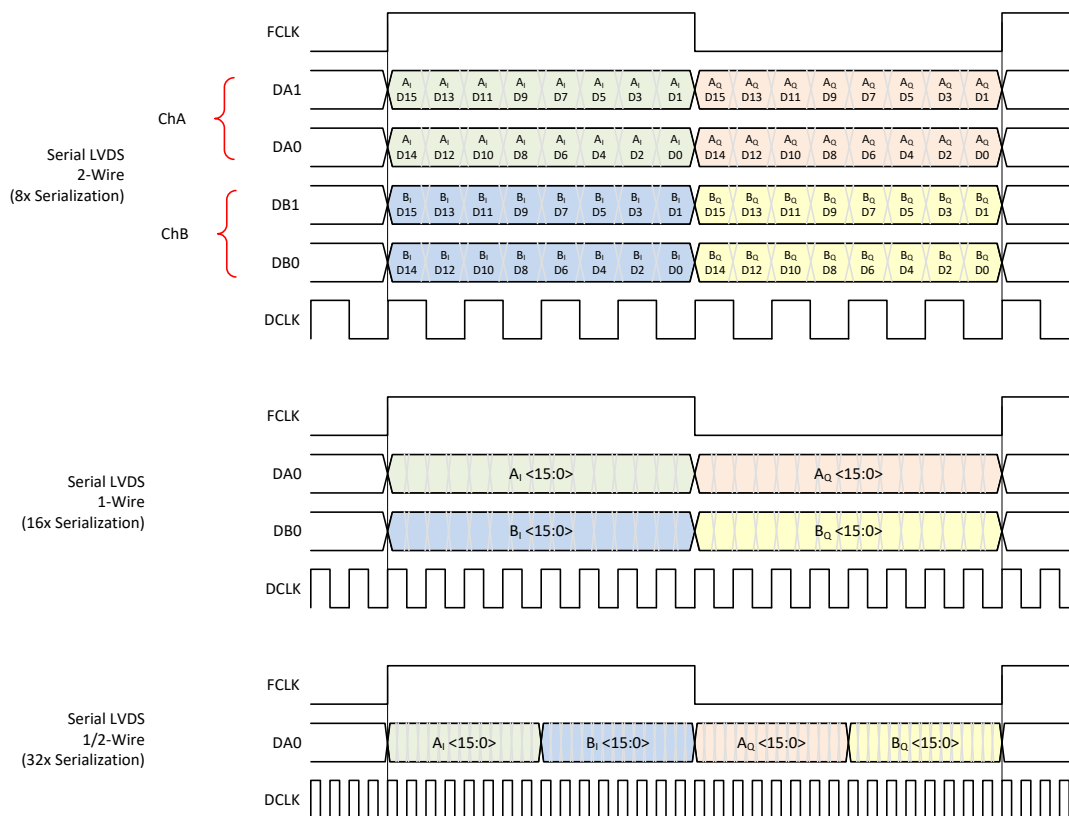 FCLK
DA1
A_I A_I A_I A_I A_I A_I A_I A_I A_Q A_Q A_Q A_Q A_Q A_Q A_Q A_Q
D15 D13 D11 D9 D7 D5 D3 D1 D15 D13 D11 D9 D7 D5 D3 D1
ChA
DA0
A_I A_I A_I A_I A_I A_I A_I A_I A_Q A_Q A_Q A_Q A_Q A_Q A_Q A_Q
D14 D12 D10 D8 D6 D4 D2 D0 D14 D12 D10 D8 D6 D4 D2 D0
Serial LVDS
2-Wire
(8x Serialization)
DB1
B_I B_I B_I B_I B_I B_I B_I B_I B_Q B_Q B_Q B_Q B_Q B_Q B_Q B_Q
D15 D13 D11 D9 D7 D5 D3 D1 D15 D13 D11 D9 D7 D5 D3 D1
ChB
DB0
B_I B_I B_I B_I B_I B_I B_I B_I B_Q B_Q B_Q B_Q B_Q B_Q B_Q B_Q
D14 D12 D10 D8 D6 D4 D2 D0 D14 D12 D10 D8 D6 D4 D2 D0
DCLK
FCLK
DA0
A_I <15:0> A_Q <15:0>
Serial LVDS
1-Wire
(16x Serialization)
DB0
B_I <15:0> B_Q <15:0>
DCLK
FCLK
Serial LVDS
1/2-Wire
(32x Serialization)
DA0
A_I <15:0> B_I <15:0> A_Q <15:0> B_Q <15:0>
DCLK